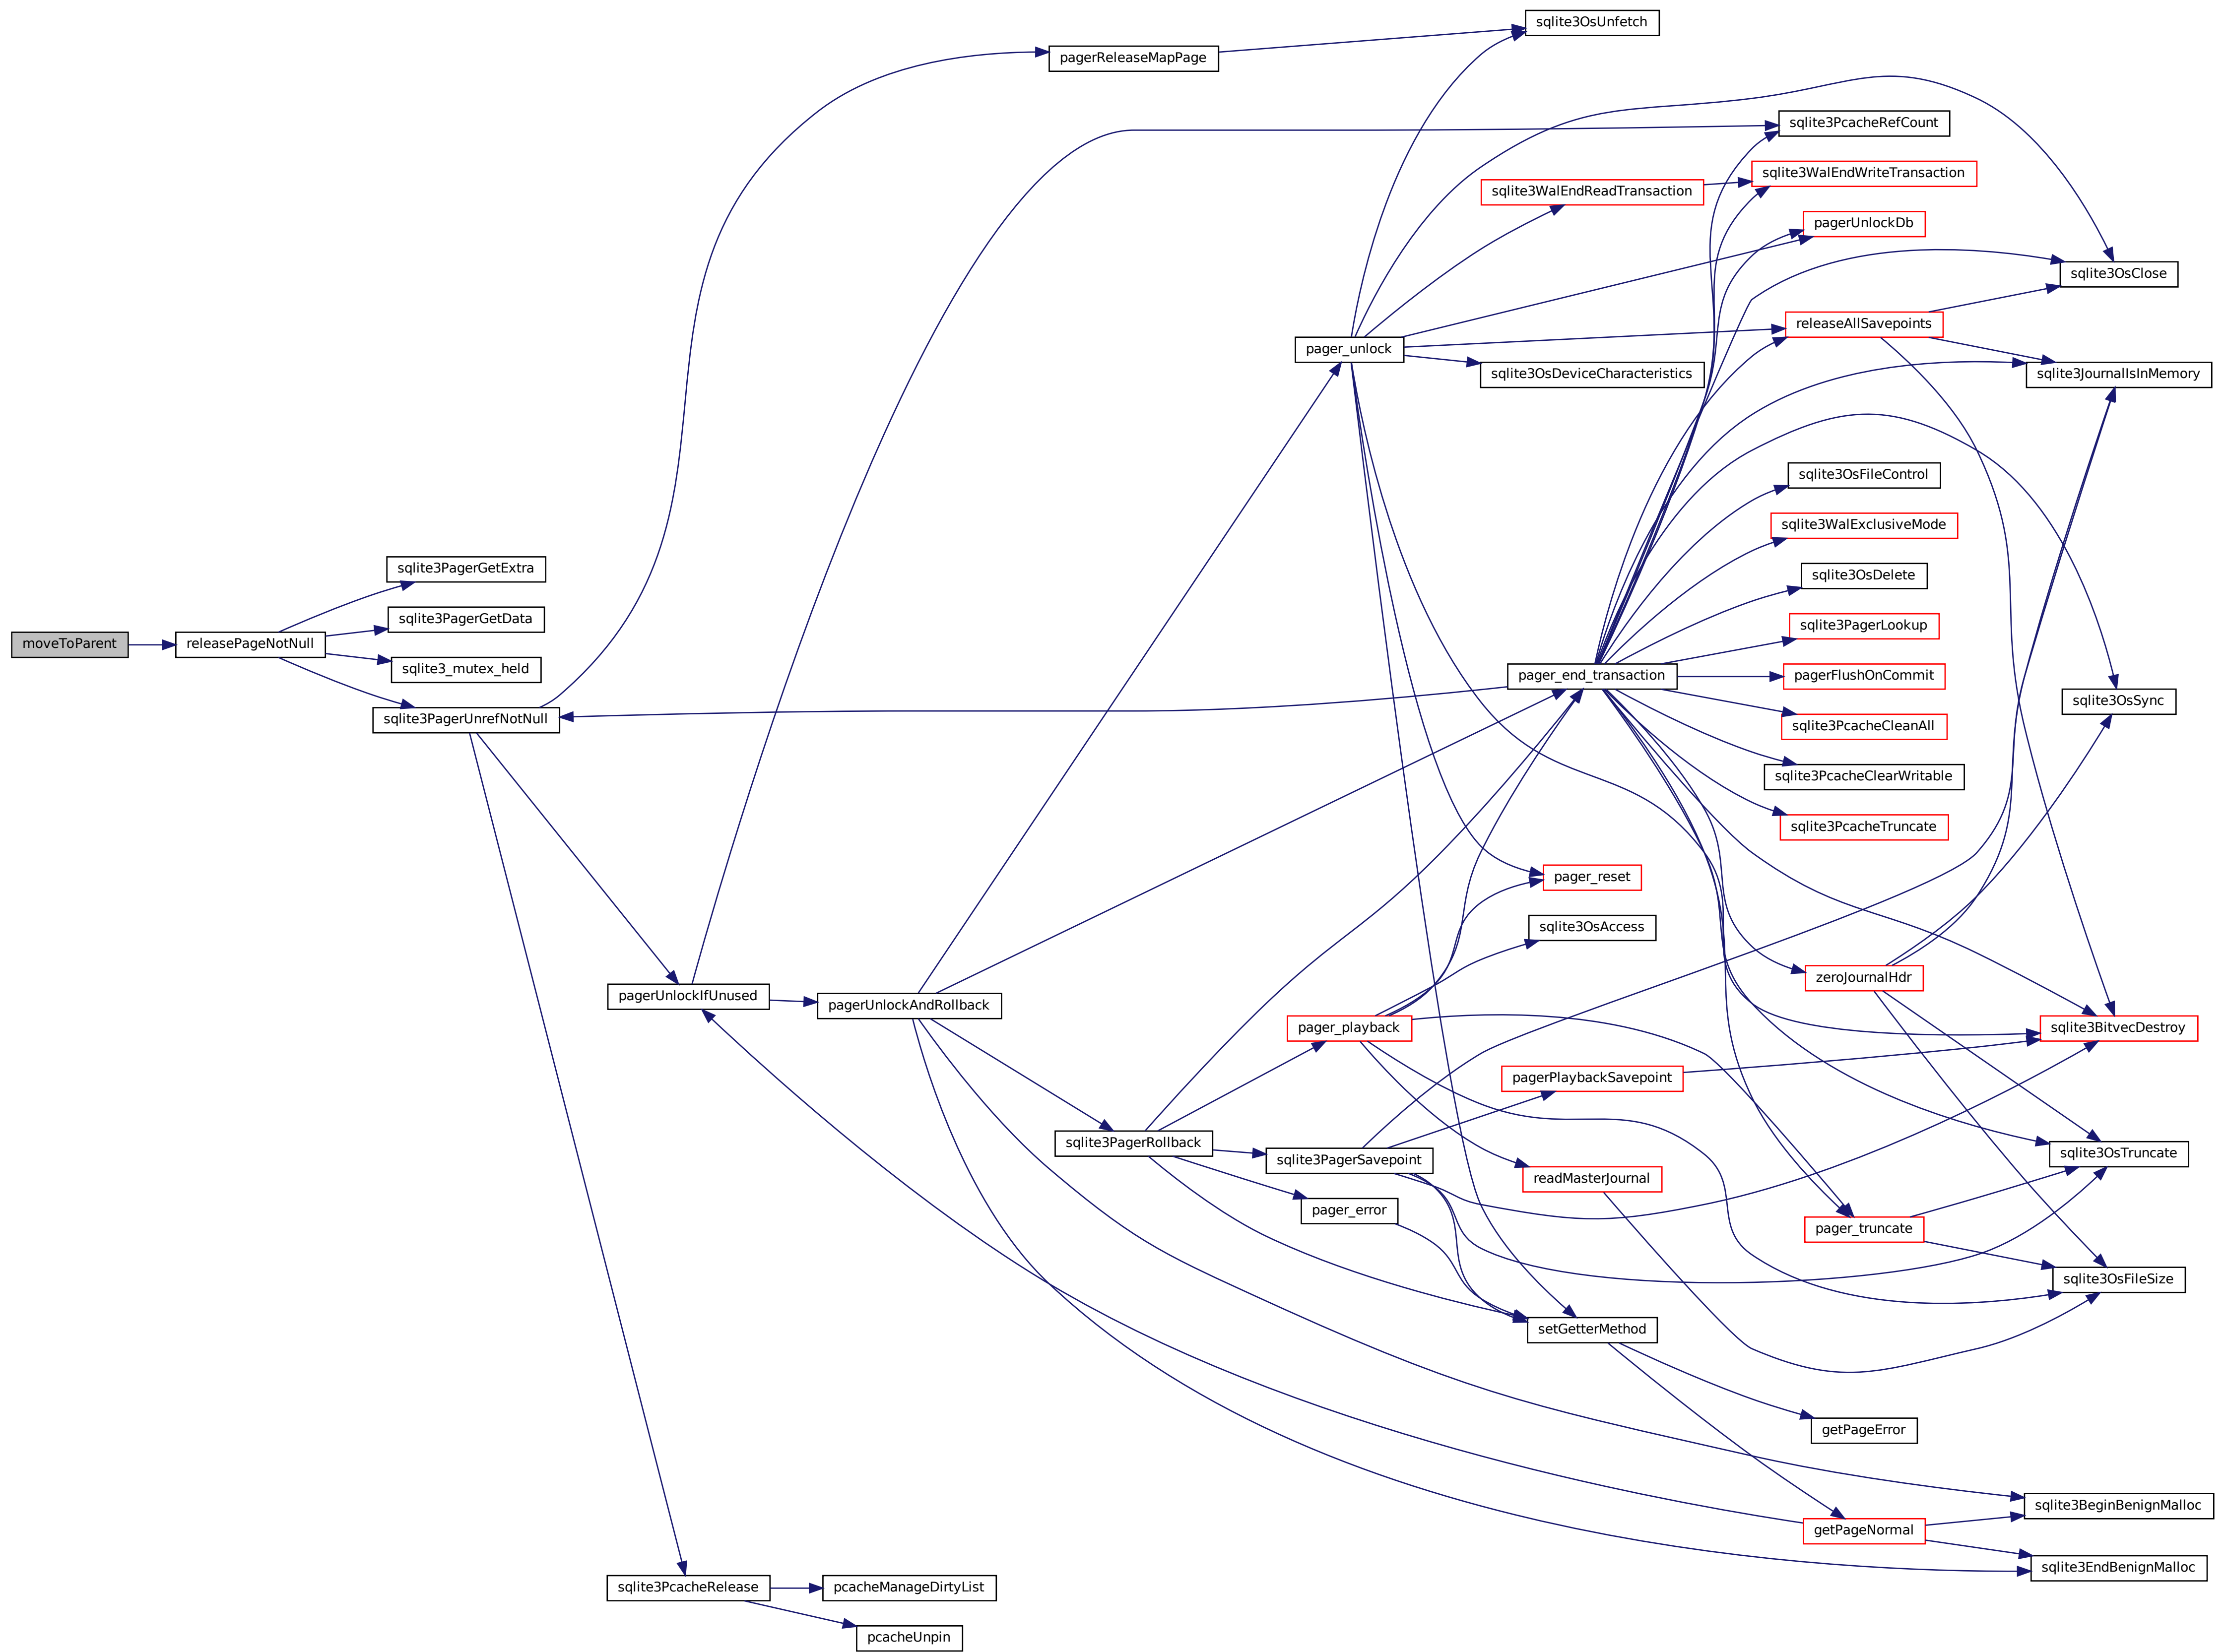 sqlite3OsUnfetch
pagerReleaseMapPage
sqlite3PcacheRefCount
sqlite3WalEndWriteTransaction
sqlite3WalEndReadTransaction
pagerUnlockDb
sqlite3OsClose
releaseAllSavepoints
pager_unlock
sqlite3OsDeviceCharacteristics
sqlite3JournalIsInMemory
sqlite3OsFileControl
sqlite3WalExclusiveMode
sqlite3PagerGetExtra
sqlite3OsDelete
sqlite3PagerGetData
sqlite3PagerLookup
moveToParent
releasePageNotNull
sqlite3_mutex_held
pager_end_transaction
pagerFlushOnCommit
sqlite3OsSync
sqlite3PagerUnrefNotNull
sqlite3PcacheCleanAll
sqlite3PcacheClearWritable
sqlite3PcacheTruncate
pager_reset
sqlite3OsAccess
zeroJournalHdr
pagerUnlockIfUnused
pagerUnlockAndRollback
pager_playback
sqlite3BitvecDestroy
pagerPlaybackSavepoint
sqlite3PagerRollback
sqlite3PagerSavepoint
sqlite3OsTruncate
readMasterJournal
pager_error
pager_truncate
sqlite3OsFileSize
setGetterMethod
getPageError
sqlite3BeginBenignMalloc
getPageNormal
sqlite3EndBenignMalloc
sqlite3PcacheRelease
pcacheManageDirtyList
pcacheUnpin